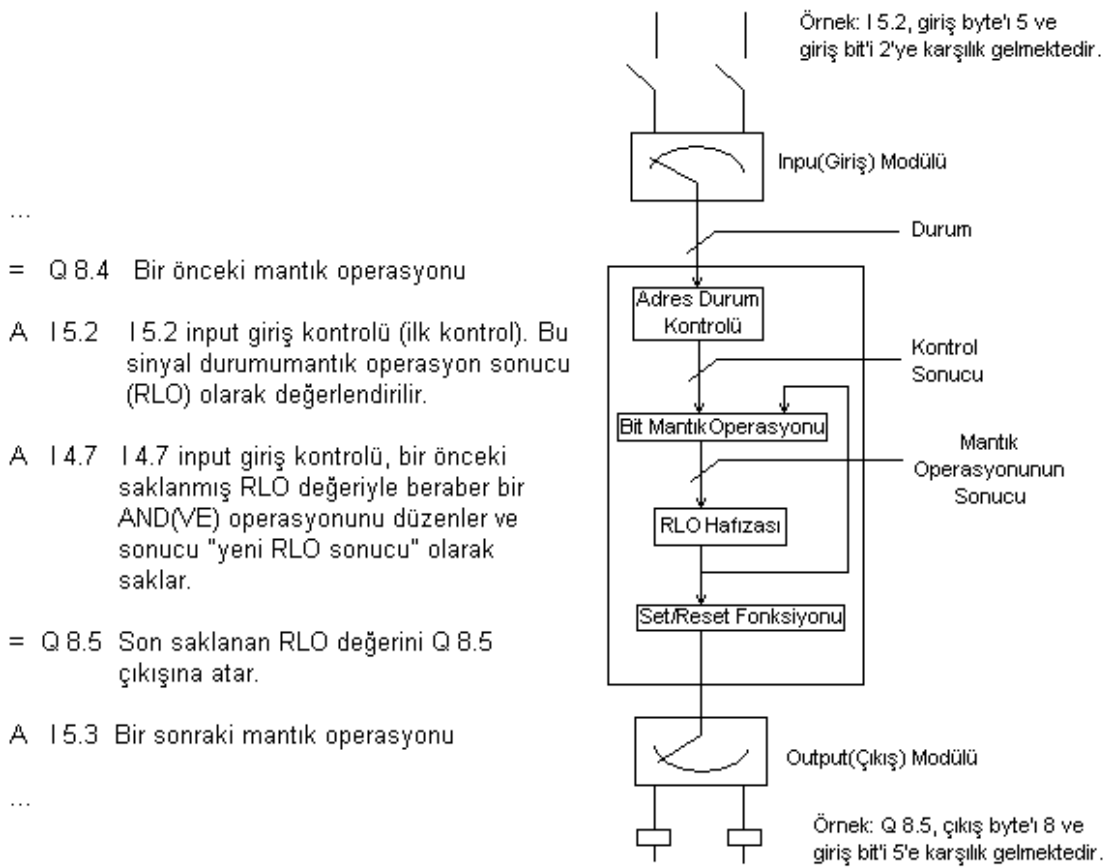 ...
= Q 8.4 Bir önceki mantık operasyonu
A I 5.2 I 5.2 input giriş kontrolü (ilk kontrol). Bu
sinyal durumumantık operasyon sonucu
(RLO) olarak değerlendirilir.
A I 4.7 I 4.7 input giriş kontrolü, bir önceki
saklanmış RLO değeriyle beraber bir
AND(VE) operasyonunu düzenler ve
sonucu "yeni RLO sonucu" olarak
saklar.
= Q 8.5 Son saklanan RLO değerini Q 8.5
çıkışına atar.
A I 5.3 Bir sonraki mantık operasyonu
...
Örnek: I 5.2, giriş byte'ı 5 ve
giriş bit'i 2'ye karşılık gelmektedir.
Inpu(Giriş) Modülü
Durum
Adres Durum
Kontrolü
Kontrol
Sonucu
Bit Mantık Operasyonu
Mantık
Operasyonunun
Sonucu
RLO Hafızası
Set/Reset Fonksiyonu
Output(Çıkış) Modülü
Örnek: Q 8.5, çıkış byte'ı 8 ve
giriş bit'i 5'e karşılık gelmektedir.